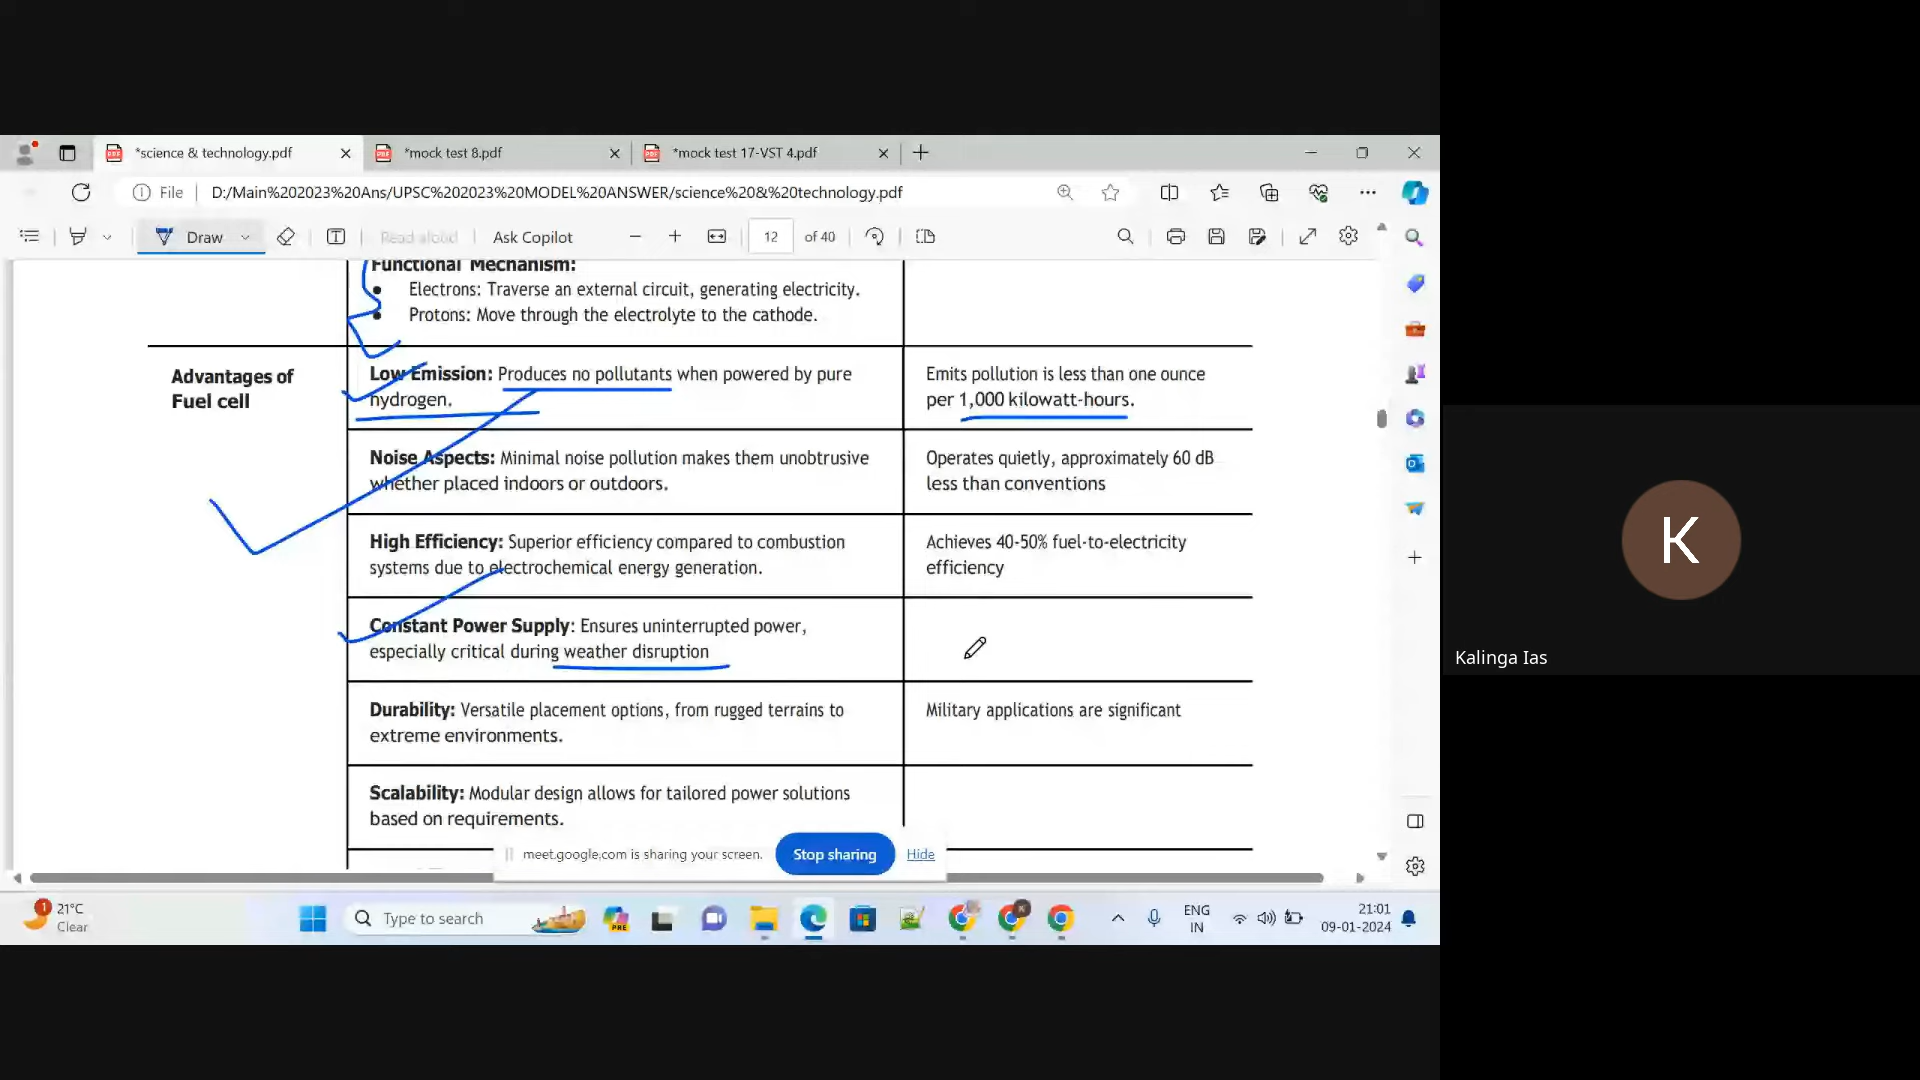 *science & technology.pdf
*mock test 8.pdf
*mock test 17-VST 4.pdf
File
D:/Main%202023%20Ans/UPSC%202023%20MODEL%20ANSWER/science%20&%20technology.pdf
Draw
Read aloud
Ask Copilot
12
of 40
Functional Mechanism:
Electrons: Traverse an external circuit, generating electricity.
Protons: Move through the electrolyte to the cathode.
Advantages of
Fuel cell
Low Emission: Produces no pollutants when powered by pure
hydrogen.
Emits pollution is less than one ounce
per 1,000 kilowatt-hours.
Noise Aspects: Minimal noise pollution makes them unobtrusive
whether placed indoors or outdoors.
Operates quietly, approximately 60 dB
less than conventions
High Efficiency: Superior efficiency compared to combustion
systems due to electrochemical energy generation.
Achieves 40-50% fuel-to-electricity
efficiency
Constant Power Supply: Ensures uninterrupted power,
especially critical during weather disruption
Durability: Versatile placement options, from rugged terrains to
extreme environments.
Military applications are significant
Scalability: Modular design allows for tailored power solutions
based on requirements.
meet.google.com is sharing your screen.
Stop sharing
Hide
K
Kalinga Ias
1
21°C
Clear
Type to search
PRE
ENG
IN
21:01
09-01-2024